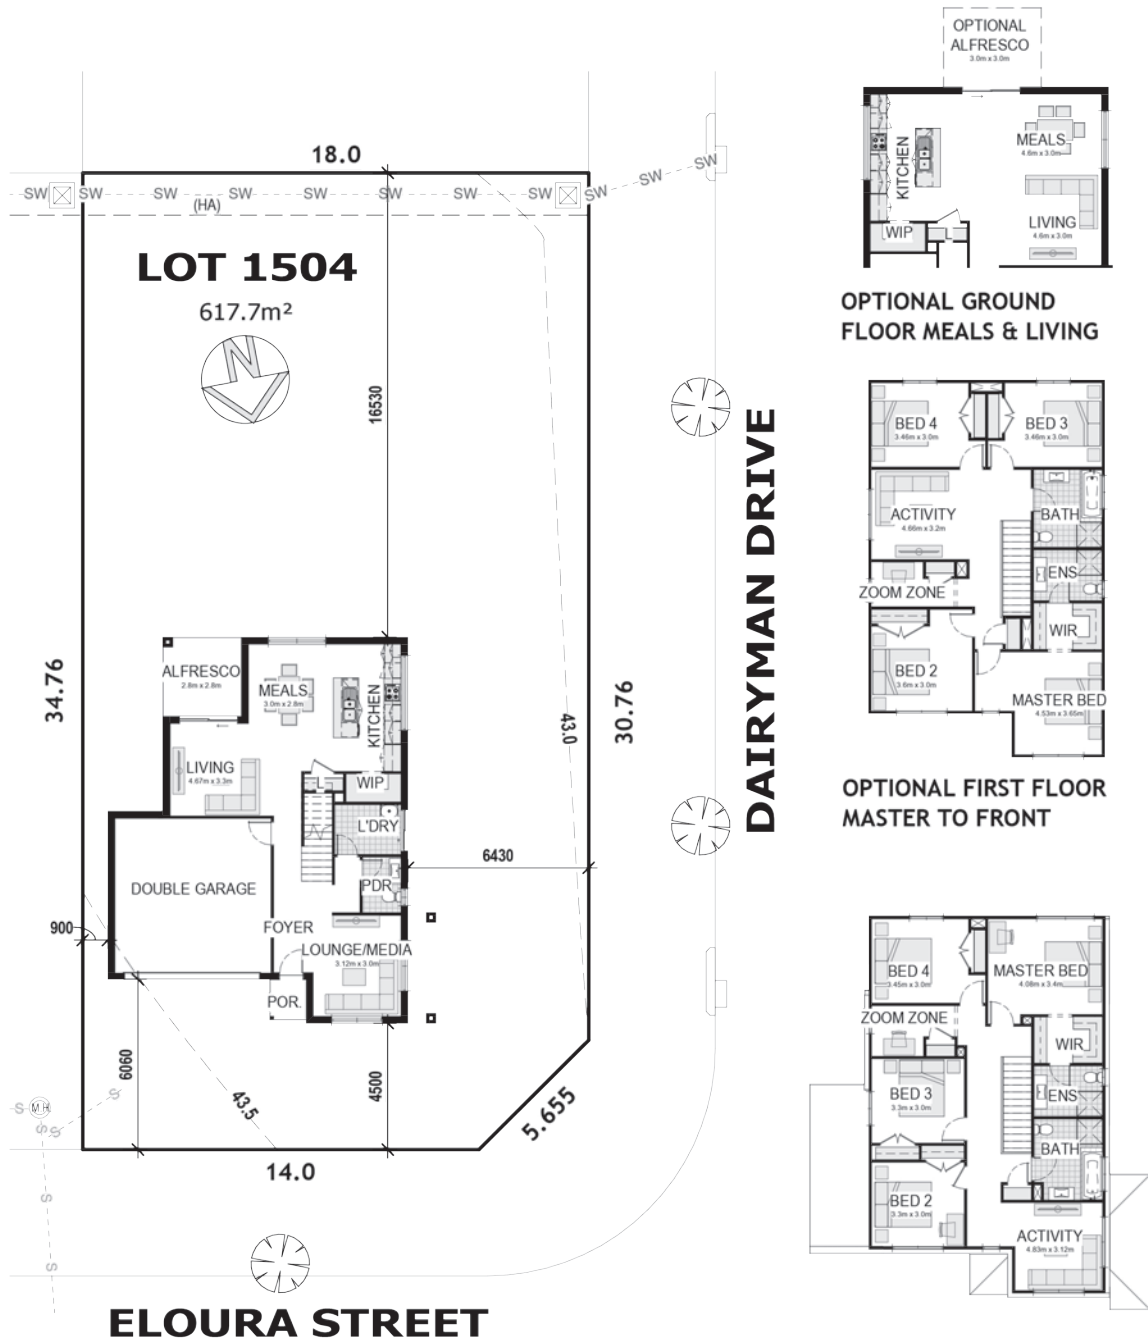 18.0
SW SW SW SW SW SW SW SW SW SW
(HA)
LOT 1504
617.7m²
N
16530
34.76
30.76
43.0
ALFRESCO
2.8m x 2.8m
MEALS
3.0m x 2.8m
KITCHEN
LIVING
4.67m x 3.3m
L
WIP
L'DRY
PDR
DOUBLE GARAGE
6430
900
FOYER
LOUNGE/MEDIA
3.12m x 3.0m
POR.
6060
43.5
4500
5.655
14.0
S
M.H.
S
S
S
S
S
DAIRYMAN DRIVE
ELOURA STREET
OPTIONAL
ALFRESCO
3.0m x 3.0m
KITCHEN
MEALS
4.6m x 3.0m
LIVING
4.6m x 3.0m
WIP
L
OPTIONAL GROUND
FLOOR MEALS & LIVING
BED 4
3.46m x 3.0m
BED 3
3.46m x 3.0m
ACTIVITY
4.66m x 3.2m
BATH
ENS
ZOOM ZONE
WIR
BED 2
3.6m x 3.0m
MASTER BED
4.53m x 3.65m
OPTIONAL FIRST FLOOR
MASTER TO FRONT
BED 4
3.45m x 3.0m
MASTER BED
4.08m x 3.4m
ZOOM ZONE
WIR
BED 3
3.3m x 3.0m
ENS
BATH
BED 2
3.3m x 3.0m
ACTIVITY
4.83m x 3.12m